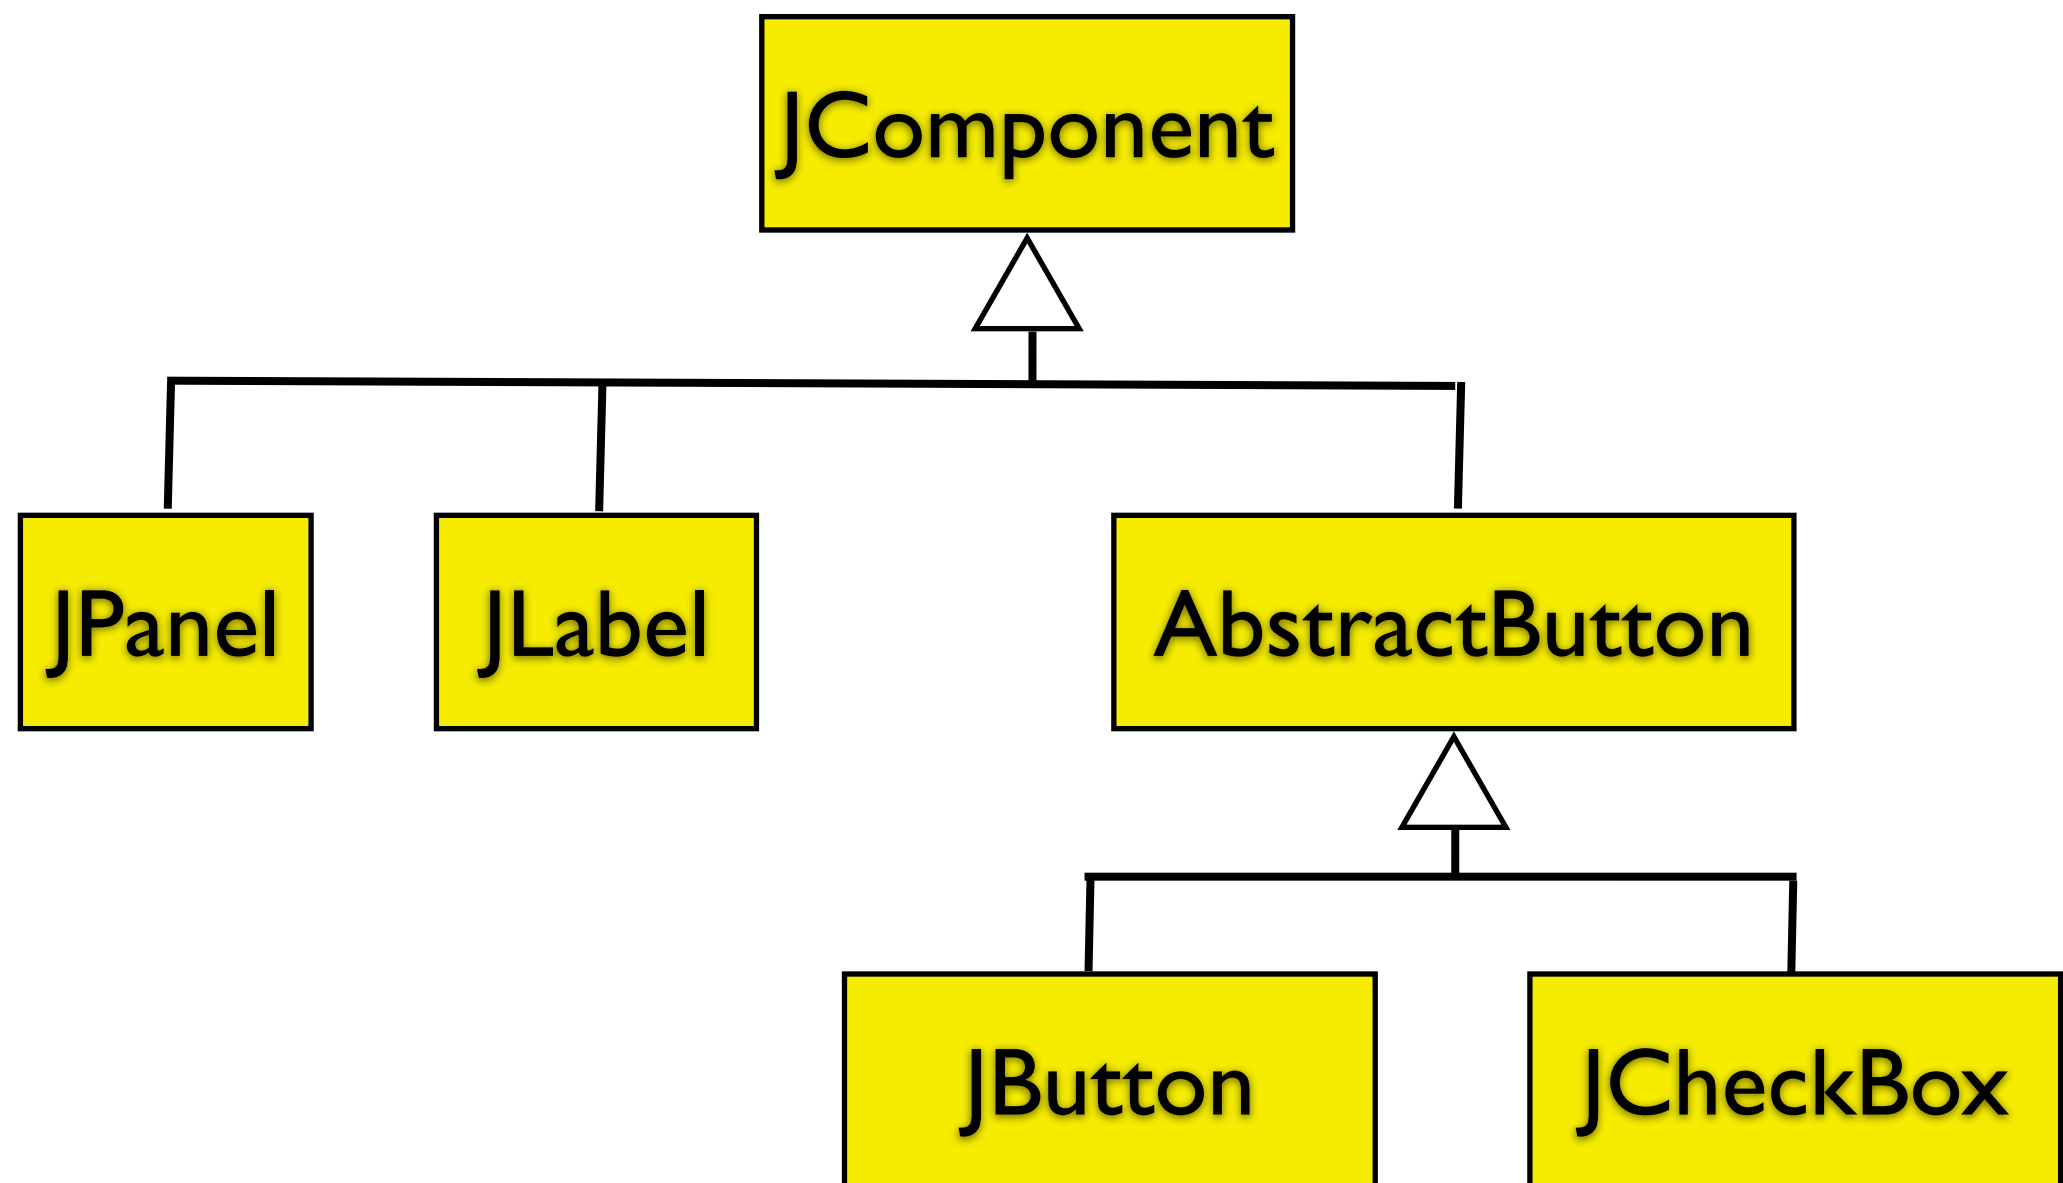 JComponent
JPanel
JLabel
AbstractButton
JButton
JCheckBox